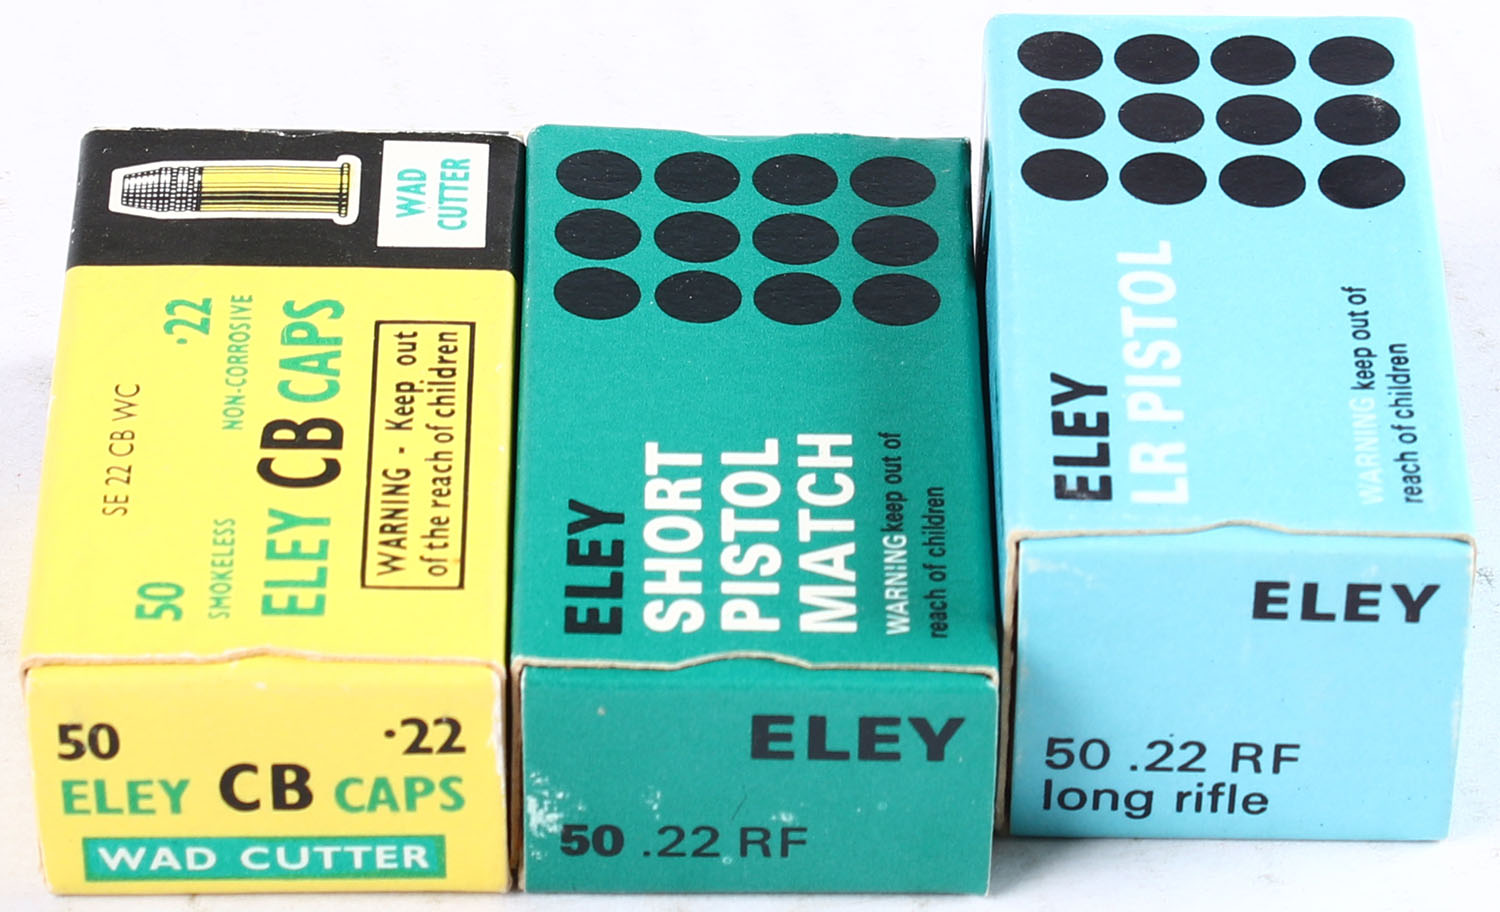 WAD
CUTTER
SE 22 CB WC
50 .22
SMOKELESS NON-CORROSIVE
ELEY CB CAPS
WARNING - Keep out
of the reach of children
50 ·22
ELEY CB CAPS
WAD CUTTER
ELEY
SHORT
PISTOL
MATCH
WARNING keep out of
reach of children
ELEY
50 .22 RF
ELEY
LR PISTOL
WARNING keep out of
reach of children
ELEY
50 .22 RF
long rifle